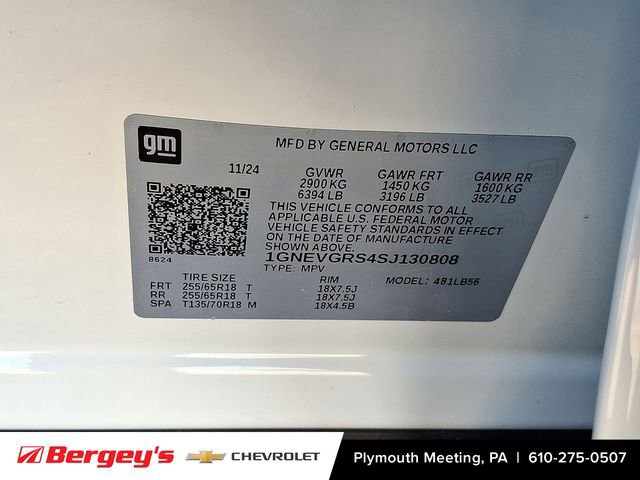 gm
MFD BY GENERAL MOTORS LLC
11/24 GVWR GAWR FRT GAWR RR
2900 KG 1450 KG 1600 KG
6394 LB 3196 LB 3527 LB
THIS VEHICLE CONFORMS TO ALL
APPLICABLE U.S. FEDERAL MOTOR
VEHICLE SAFETY STANDARDS IN
EFFECT ON THE DATE OF MANUFACTURE
SHOWN ABOVE.
8624 1GNEVGRS4SJ130808
TYPE: MPV MODEL: 481LB56
TIRE SIZE RIM
FRT 255/65R18 T 18X7.5J
RR 255/65R18 T 18X7.5J
SPA T135/70R18 M 18X4.5B
Bergey's CHEVROLET Plymouth Meeting, PA | 610-275-0507